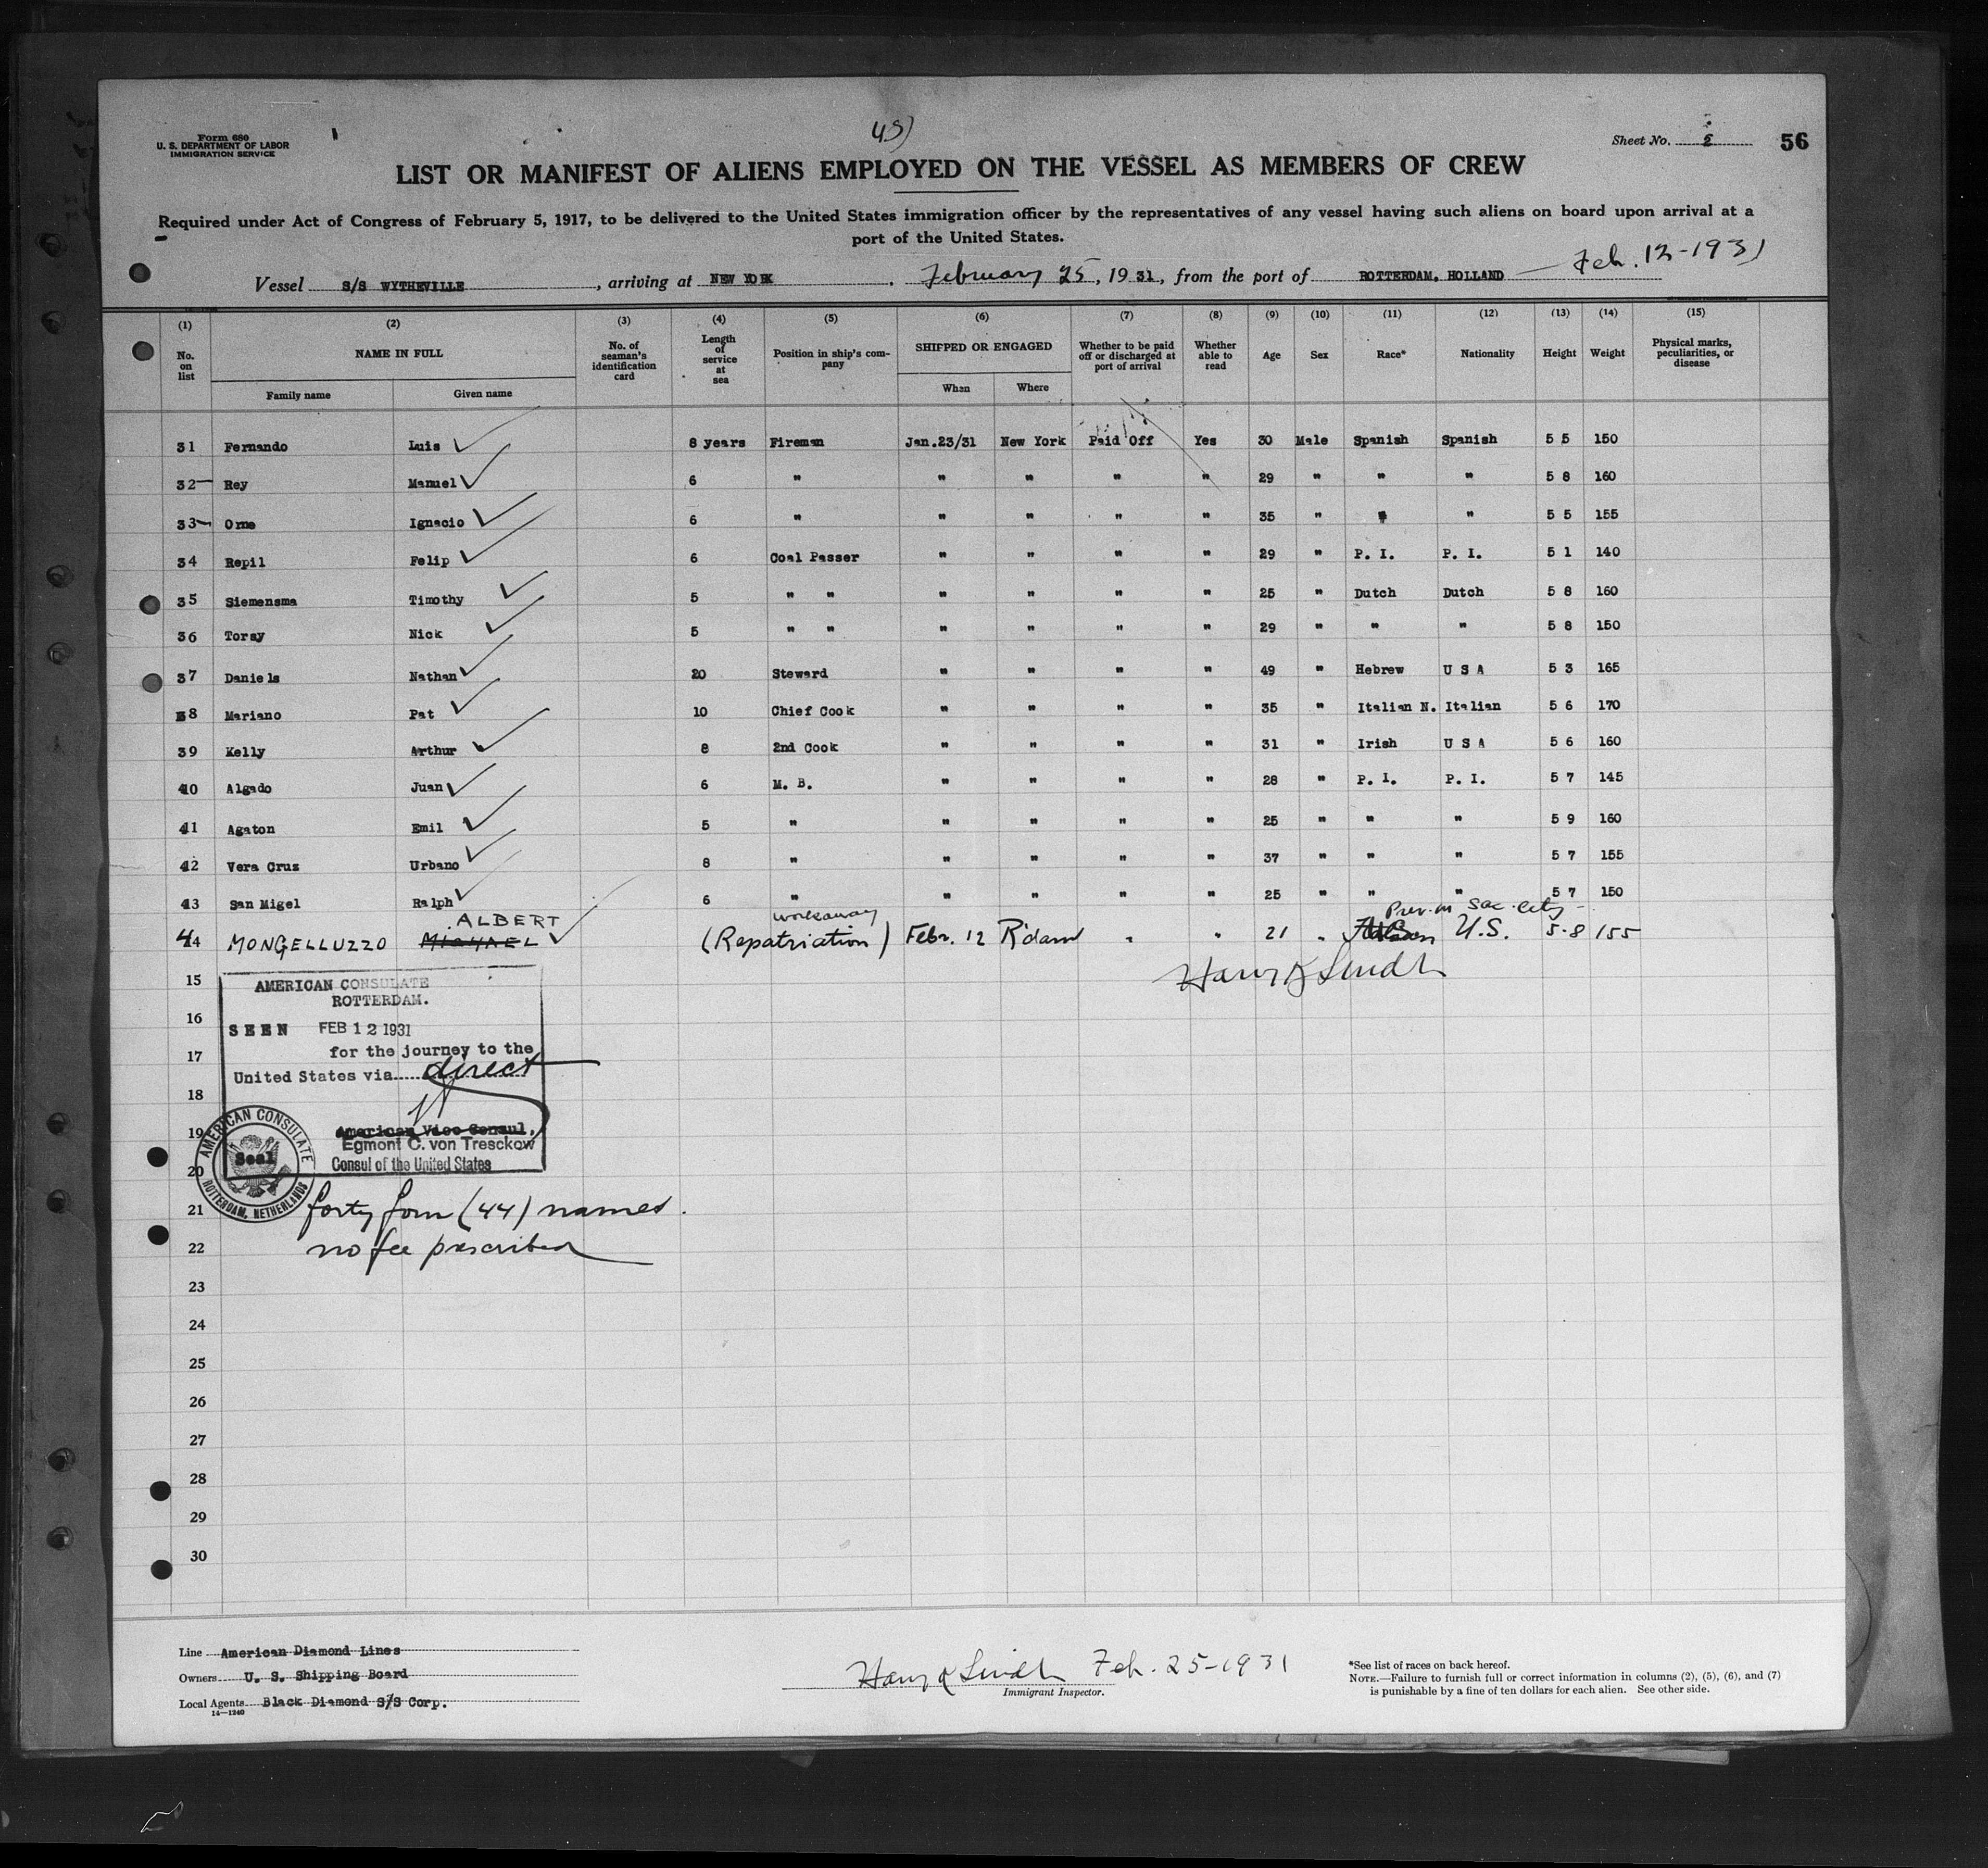 Form 680
U. S. DEPARTMENT OF LABOR
IMMIGRATION SERVICE
Sheet No. 2
56
LIST OR MANIFEST OF ALIENS EMPLOYED ON THE VESSEL AS MEMBERS OF CREW
Required under Act of Congress of February 5, 1917, to be delivered to the United States immigration officer by the representatives of any vessel having such aliens on board upon arrival at a
port of the United States.
Vessel S/S WYTHEVILLE, arriving at NEW YORK. February 25, 1931, from the port of ROTTERDAM, HOLLAND — Feb. 12-1931
(1) (2) (3) (4) (5) (6) (7) (8) (9) (10) (11) (12) (13) (14) (15)
No. on list
NAME IN FULL
Family name
Given name
No. of seaman's identification card
Length of service at sea
Position in ship's company
SHIPPED OR ENGAGED
When
Where
Whether to be paid off or discharged at port of arrival
Whether able to read
Age
Sex
Race*
Nationality
Height
Weight
Physical marks, peculiarities, or disease
31 Fernando Luis 8 years Fireman Jan.23/31 New York Paid Off Yes 30 Male Spanish Spanish 5 5 150
32 Rey Manuel 6 " " " " " 29 " " " 5 8 160
33 Orne Ignacio 6 " " " " " 35 " " " 5 5 155
34 Repil Felip 6 Coal Passer " " " " 29 " P. I. P. I. 5 1 140
35 Siemensma Timothy 5 " " " " " " 25 " Dutch Dutch 5 8 160
36 Toray Nick 5 " " " " " " 29 " " " 5 8 150
37 Daniels Nathan 20 Steward " " " " 49 " Hebrew U S A 5 3 165
38 Mariano Pat 10 Chief Cook " " " " 35 " Italian N. Italian 5 6 170
39 Kelly Arthur 8 2nd Cook " " " " 31 " Irish U S A 5 6 160
40 Algado Juan 6 M. B. " " " " 28 " P. I. P. I. 5 7 145
41 Agaton Emil 5 " " " " " 25 " " " 5 9 160
42 Vera Cruz Urbano 8 " " " " " 37 " " " 5 7 155
43 San Migel Ralph 6 " " " " " 25 " " " 5 7 150
ALBERT workaway
44 MONGELLUZZO MICHAEL (Repatriation) Febr. 12 R'dam " " 21 " U.S. 5.8 155
15
AMERICAN CONSULATE
ROTTERDAM.
16
SEEN FEB 12 1931
17
for the journey to the
United States via direct
18
19
American Vice Consul,
Egmont C. von Tresckow
Consul of the United States
20
AMERICAN CONSULATE
Seal
ROTTERDAM, NETHERLANDS
21
forty four (44) names.
22
no fee prescribed
23
24
25
26
27
28
29
30
Line American Diamond Lines
Owners U. S. Shipping Board
Local Agents Black Diamond S/S Corp.
14—1240
Feb. 25-1931
Immigrant Inspector.
*See list of races on back hereof.
NOTE.—Failure to furnish full or correct information in columns (2), (5), (6), and (7)
is punishable by a fine of ten dollars for each alien. See other side.